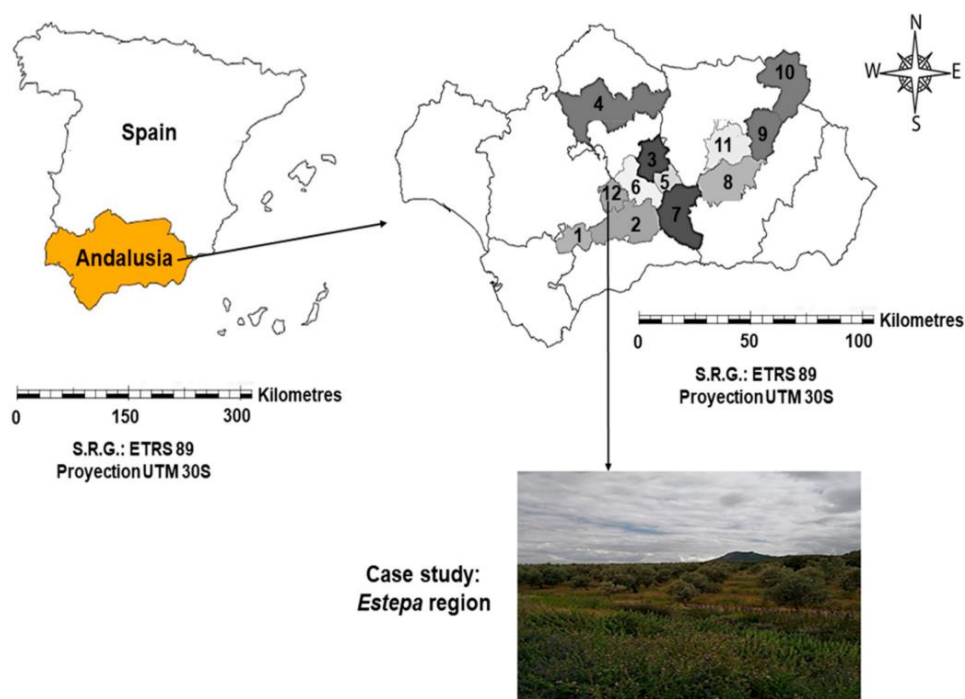 Spain
Andalusia
Kilometres
0 150 300
S.R.G.: ETRS 89
Proyection UTM 30S
N
W E
S
10
4
9
11
3
8
6 5
12
7
2
1
Kilometres
0 50 100
S.R.G.: ETRS 89
Proyection UTM 30S
Case study:
Estepa region